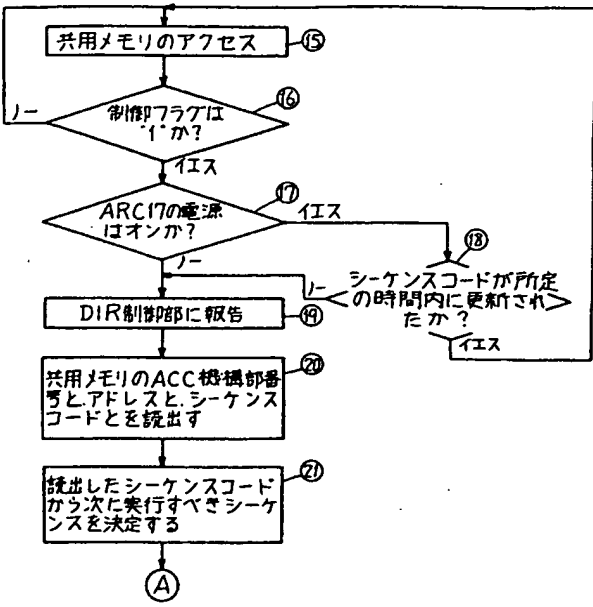 共用メモリのアクセス
⑮
制御フラグは
"1"か?
⑯
ノー
イエス
ARC17の電源
はオンか?
⑰
イエス
ノー
⑱
シーケンスコードが所定
の時間内に更新され
たか?
ノー
イエス
DIR制御部に報告
⑲
共用メモリのACC機構部番
号と、アドレスと、シーケンス
コードとを読出す
⑳
読出したシーケンスコード
から次に実行すべきシーケ
ンスを決定する
㉑
A